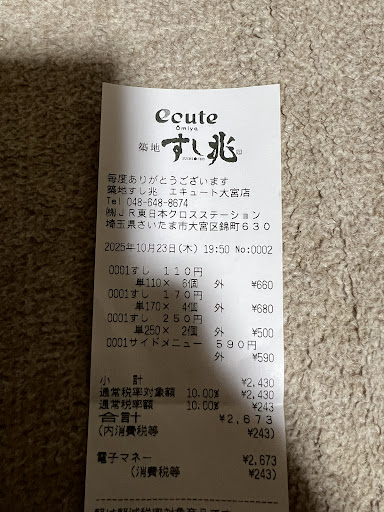 ecute
Ōmiya
築地 すし兆
毎度ありがとうございます
築地すし兆 エキュート大宮店
Tel 048-648-8674
㈱JR東日本クロスステーション
埼玉県さいたま市大宮区錦町630
2025年10月23日(木) 19:50 No:0002
0001すし 110円
単110× 6個 外 ¥660
0001すし 170円
単170× 4個 外 ¥680
0001すし 250円
単250× 2個 外 ¥500
0001サイドメニュー 590円
外 ¥590
小 計 ¥2,430
通常税率対象額 10.00% ¥2,430
通常税率額 10.00% ¥243
合計 ¥2,673
(内消費税等 ¥243)
電子マネー ¥2,673
(消費税等 ¥243)